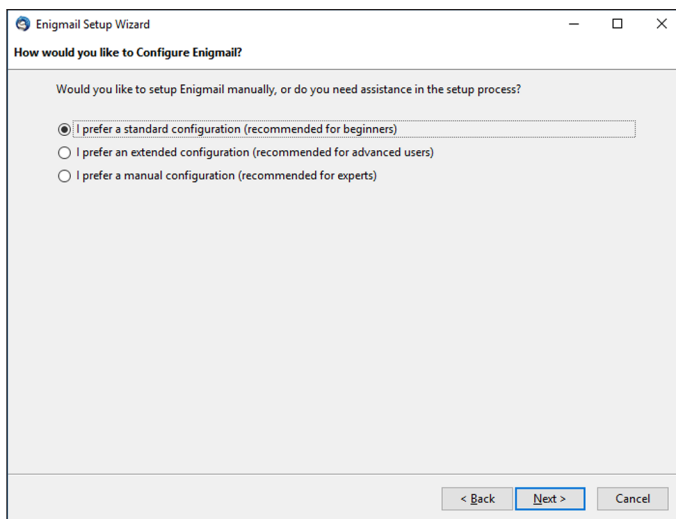 Enigmail Setup Wizard
How would you like to Configure Enigmail?
Would you like to setup Enigmail manually, or do you need assistance in the setup process?
I prefer a standard configuration (recommended for beginners)
I prefer an extended configuration (recommended for advanced users)
I prefer a manual configuration (recommended for experts)
< Back Next > Cancel